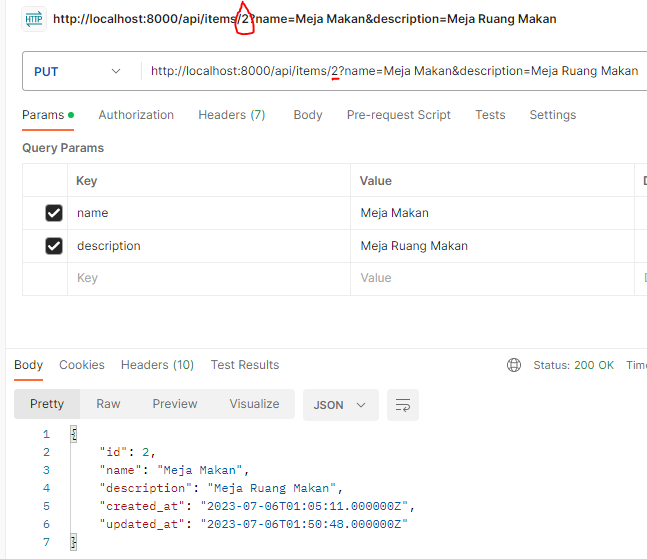 HTTP http://localhost:8000/api/items/2?name=Meja Makan&description=Meja Ruang Makan
PUT http://localhost:8000/api/items/2?name=Meja Makan&description=Meja Ruang Makan
Params Authorization Headers (7) Body Pre-request Script Tests Settings
Query Params
Key Value
name Meja Makan
description Meja Ruang Makan
Key Value
Body Cookies Headers (10) Test Results Status: 200 OK
Pretty Raw Preview Visualize JSON
1 {
2 "id": 2,
3 "name": "Meja Makan",
4 "description": "Meja Ruang Makan",
5 "created_at": "2023-07-06T01:05:11.000000Z",
6 "updated_at": "2023-07-06T01:50:48.000000Z"
7 }